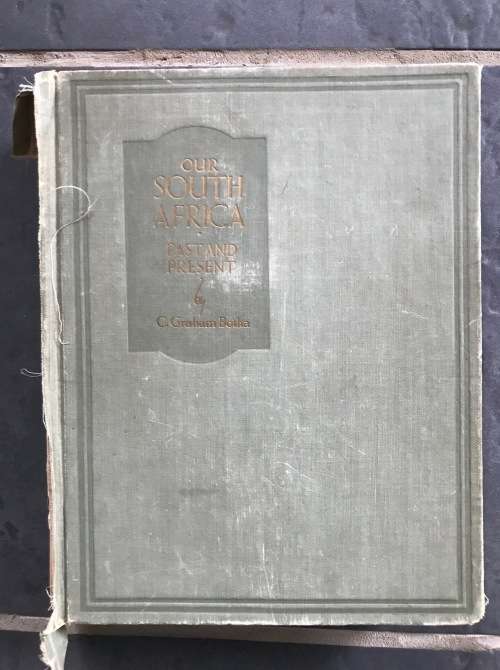 OUR
SOUTH
AFRICA
PAST AND
PRESENT
by
C. Graham Botha